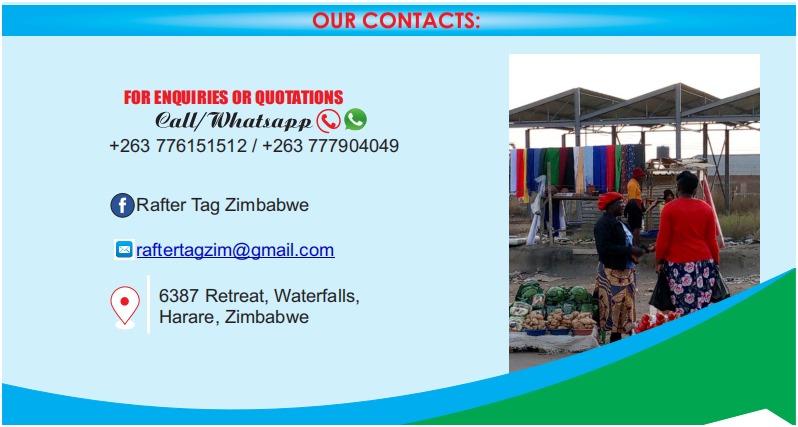 OUR CONTACTS:
FOR ENQUIRIES OR QUOTATIONS
Call/Whatsapp
+263 776151512 / +263 777904049
Rafter Tag Zimbabwe
raftertagzim@gmail.com
6387 Retreat, Waterfalls,
Harare, Zimbabwe